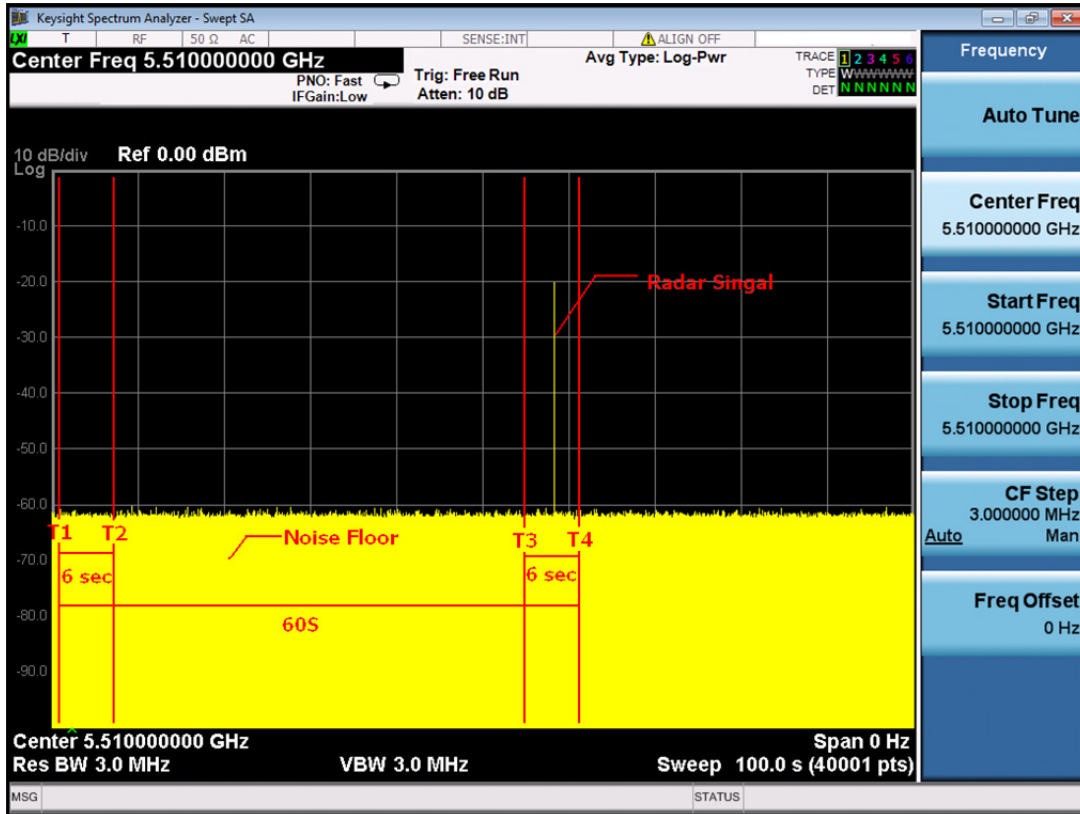 Keysight Spectrum Analyzer - Swept SA
LXI T RF 50 Ω AC SENSE:INT ALIGN OFF
Center Freq 5.510000000 GHz
PNO: Fast
IFGain:Low
Trig: Free Run
Atten: 10 dB
Avg Type: Log-Pwr
TRACE 1 2 3 4 5 6
TYPE WWWWWW
DET N N N N N N
10 dB/div Ref 0.00 dBm
Log
-10.0
-20.0
Radar Singal
-30.0
-40.0
-50.0
-60.0
T1 T2 Noise Floor T3 T4
-70.0
6 sec 6 sec
-80.0
60S
-90.0
Center 5.510000000 GHz Span 0 Hz
Res BW 3.0 MHz VBW 3.0 MHz Sweep 100.0 s (40001 pts)
MSG STATUS
Frequency
Auto Tune
Center Freq
5.510000000 GHz
Start Freq
5.510000000 GHz
Stop Freq
5.510000000 GHz
CF Step
3.000000 MHz
Auto Man
Freq Offset
0 Hz